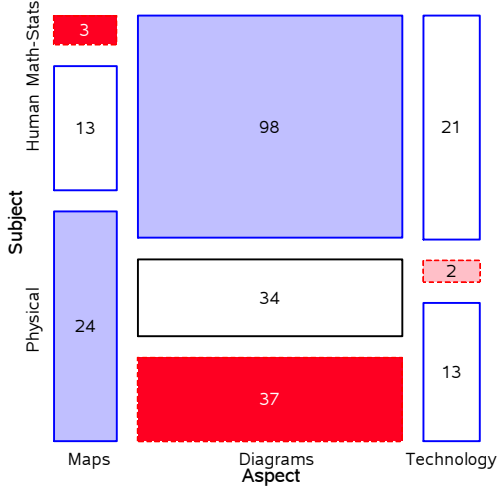 Math-Stats
Human
Physical
Subject
3
13
24
98
34
37
21
2
13
Maps
Diagrams
Technology
Aspect